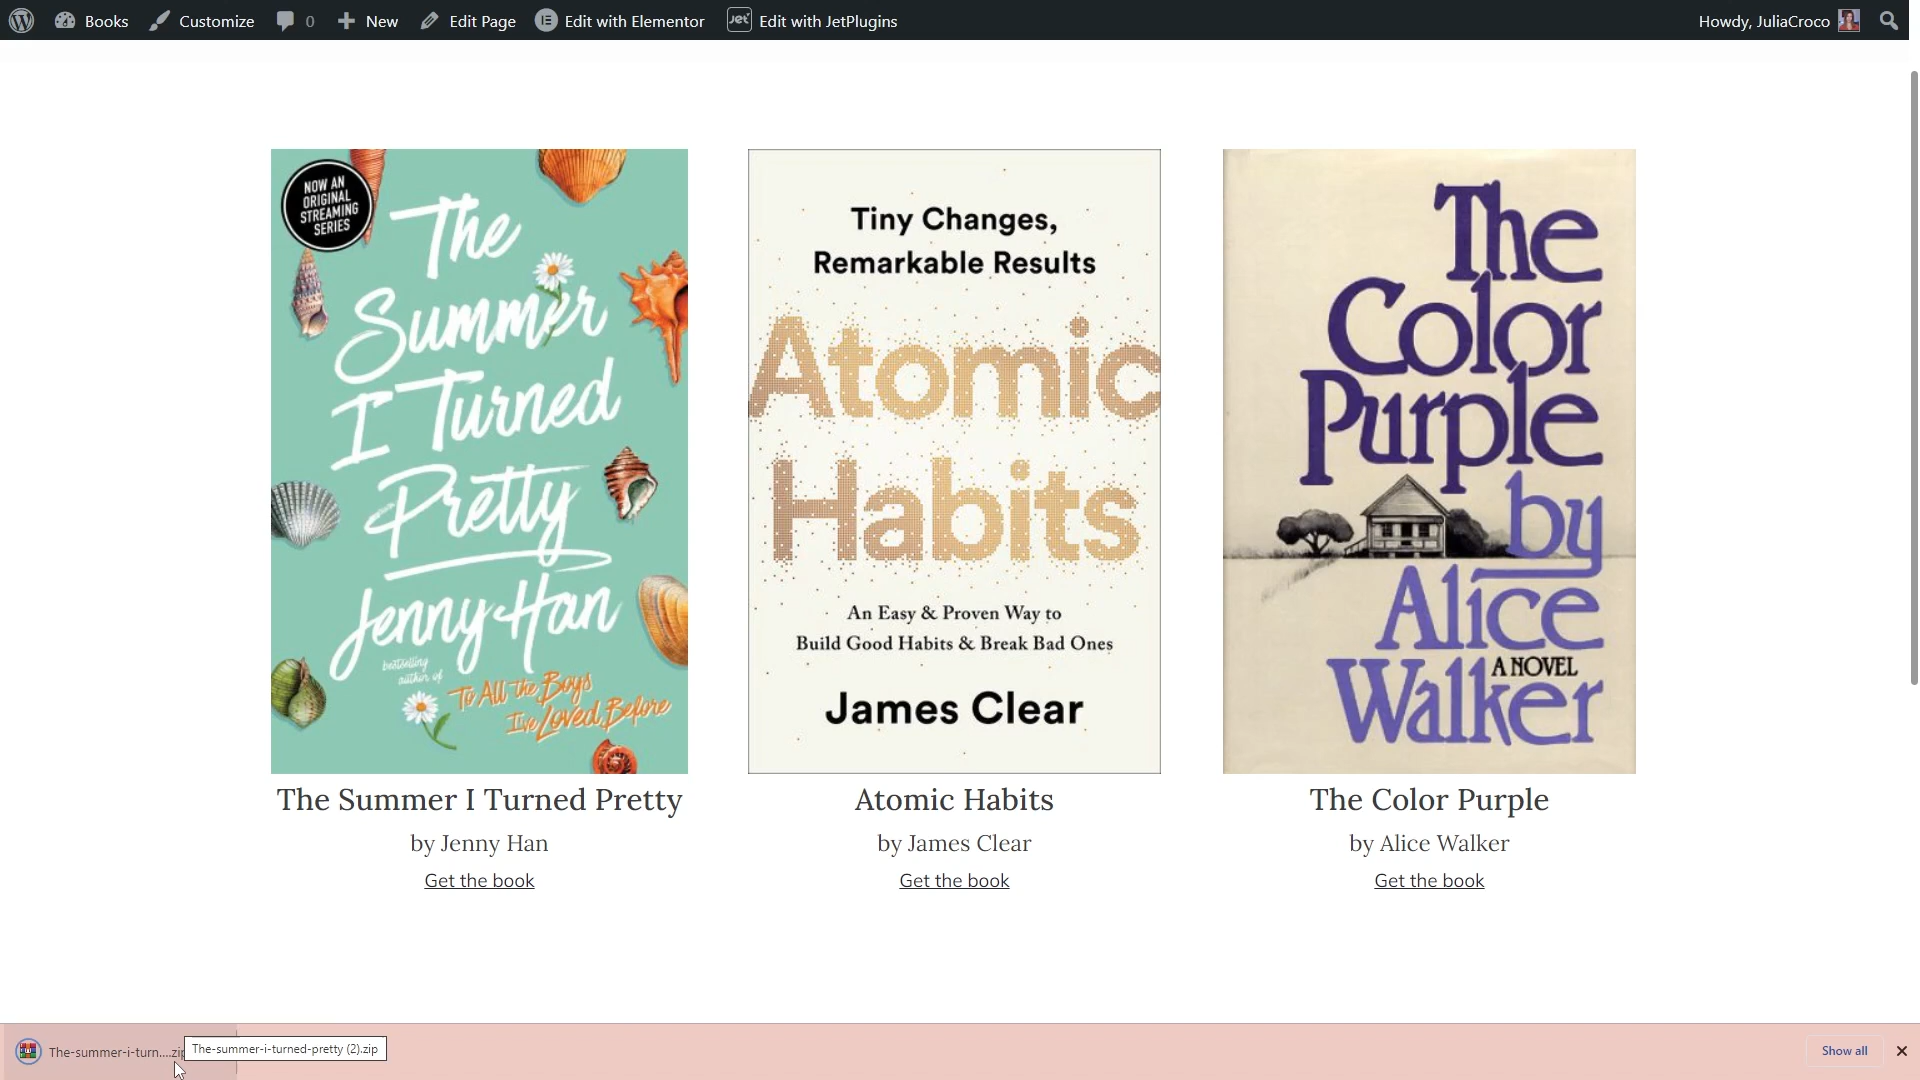 Books Customize 0 New Edit Page Edit with Elementor Jet Edit with JetPlugins Howdy, JuliaCroco
NOW AN
ORIGINAL
STREAMING
SERIES
The
Summer
I Turned
Pretty
Jenny Han
bestselling
author of
To All the Boys
I've Loved Before
Tiny Changes,
Remarkable Results
Atomic
Habits
An Easy & Proven Way to
Build Good Habits & Break Bad Ones
James Clear
The
Color
Purple
by
Alice
A NOVEL
Walker
The Summer I Turned Pretty
by Jenny Han
Get the book
Atomic Habits
by James Clear
Get the book
The Color Purple
by Alice Walker
Get the book
The-summer-i-turn....zip
The-summer-i-turned-pretty (2).zip
Show all